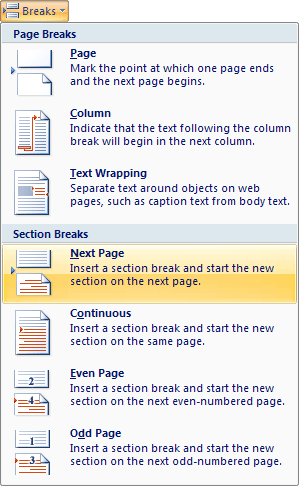 Breaks
Page Breaks
Page
Mark the point at which one page ends
and the next page begins.
Column
Indicate that the text following the column
break will begin in the next column.
Text Wrapping
Separate text around objects on web
pages, such as caption text from body text.
Section Breaks
Next Page
Insert a section break and start the new
section on the next page.
Continuous
Insert a section break and start the new
section on the same page.
Even Page
2
4
Insert a section break and start the new
section on the next even-numbered page.
Odd Page
1
3
Insert a section break and start the new
section on the next odd-numbered page.